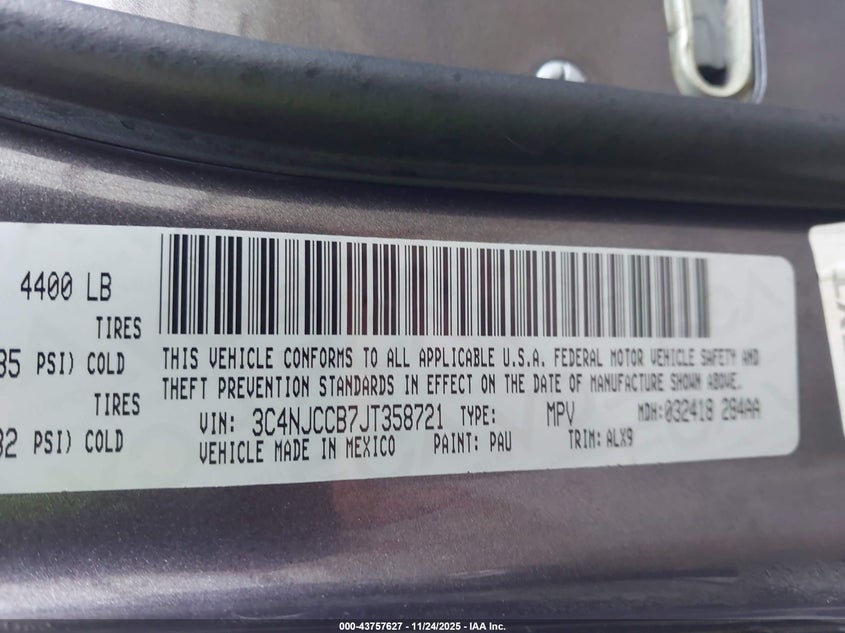 4400 LB
TIRES
35 PSI) COLD
TIRES
32 PSI) COLD
THIS VEHICLE CONFORMS TO ALL APPLICABLE U.S.A. FEDERAL MOTOR VEHICLE SAFETY AND
THEFT PREVENTION STANDARDS IN EFFECT ON THE DATE OF MANUFACTURE SHOWN ABOVE.
VIN: 3C4NJCCB7JT358721 TYPE: MPV MDH: 032418 284AA
VEHICLE MADE IN MEXICO PAINT: PAU TRIM: ALX9
000-43757627 - 11/24/2025 - IAA Inc.